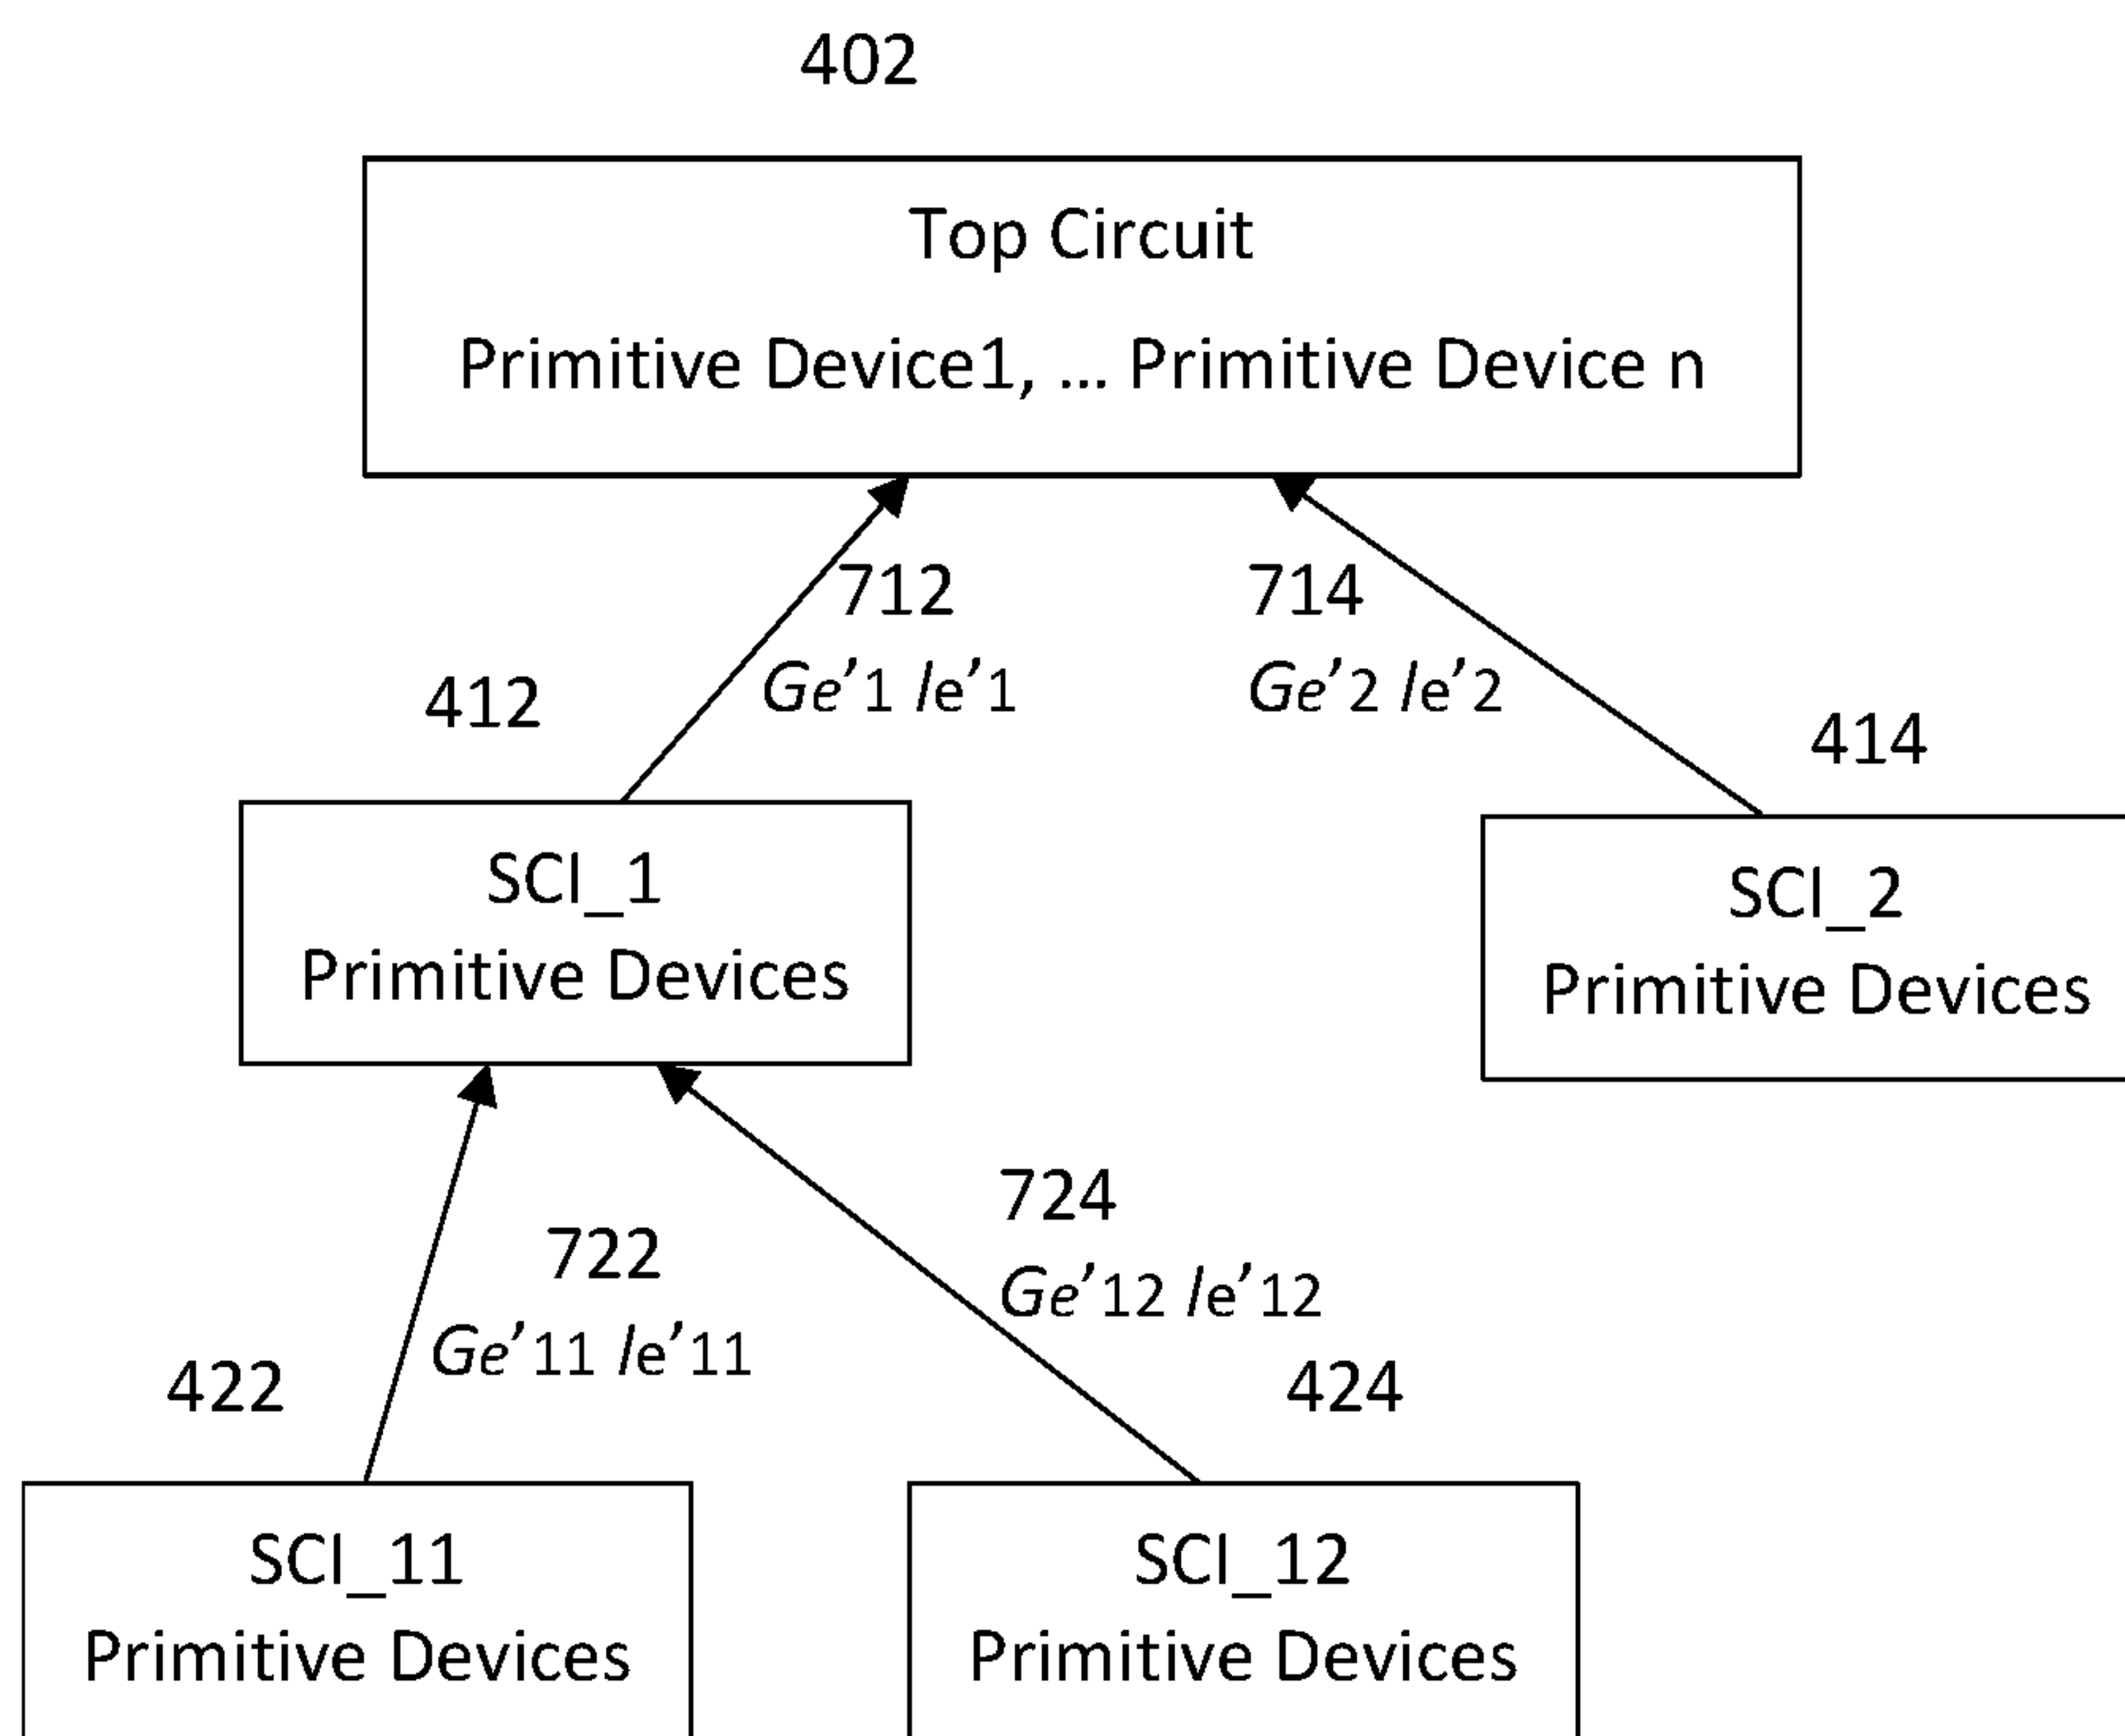 402
Top Circuit
Primitive Device1, ... Primitive Device n
712
714
Ge’1 Ie’1
Ge’2 Ie’2
412
414
SCI_1
Primitive Devices
SCI_2
Primitive Devices
724
722
Ge’12 Ie’12
Ge’11 Ie’11
422
424
SCI_11
Primitive Devices
SCI_12
Primitive Devices